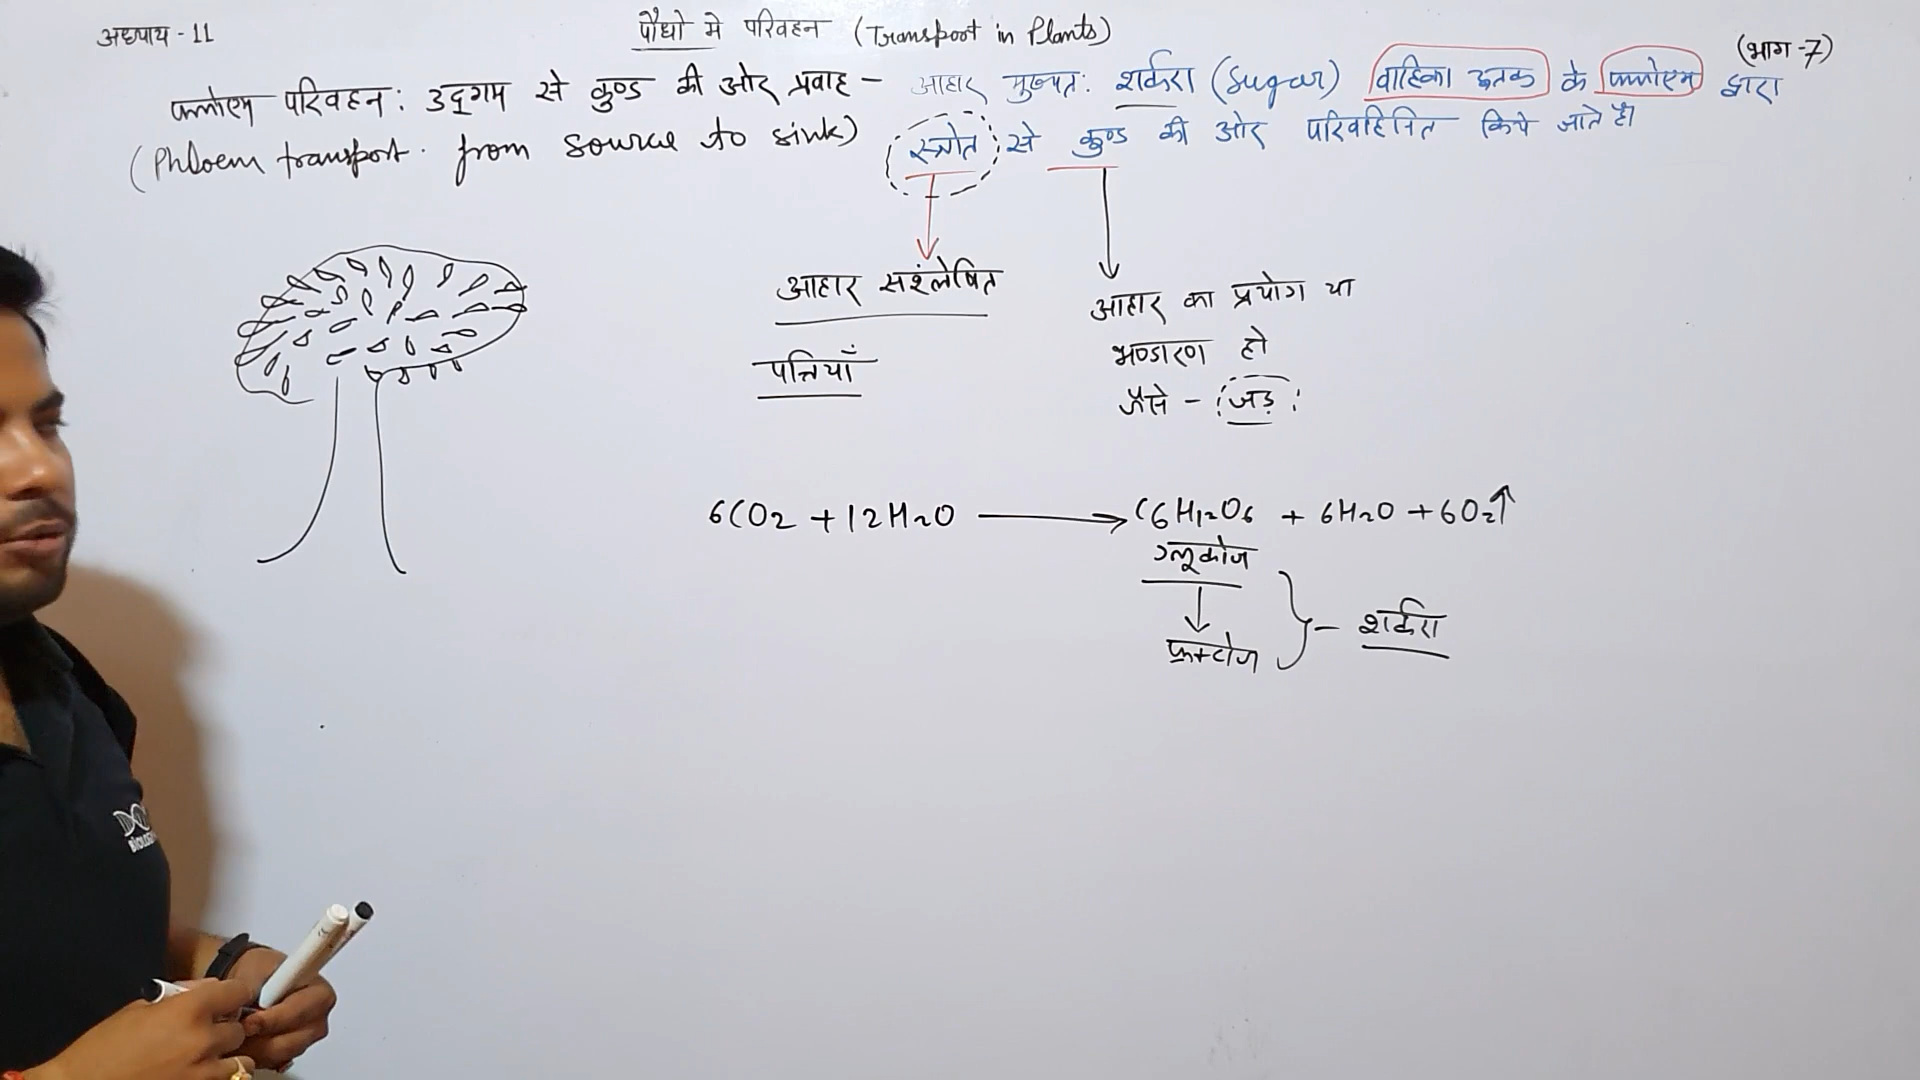 अध्याय - 11
पौधो मे परिवहन (Transport in Plants)
(भाग -7)
फ्लोएम परिवहन: उद्गम से कुण्ड की ओर प्रवाह - आहार मुख्यत: शर्करा (Sugar) वाहिका ऊतक के फ्लोएम द्वारा
(Phloem transport. from source to sink) स्त्रोत से कुण्ड की ओर परिवहिनित किये जाते है।
आहार सश्लेषित
पत्तियाँ
आहार का प्रयोग या
भण्डारण हो
जैसे - जड़
6CO2 + 12H2O → C6H12O6 + 6H2O + 6O2↑
ग्लूकोज
↓
फ्रक्टोज
} - शर्करा